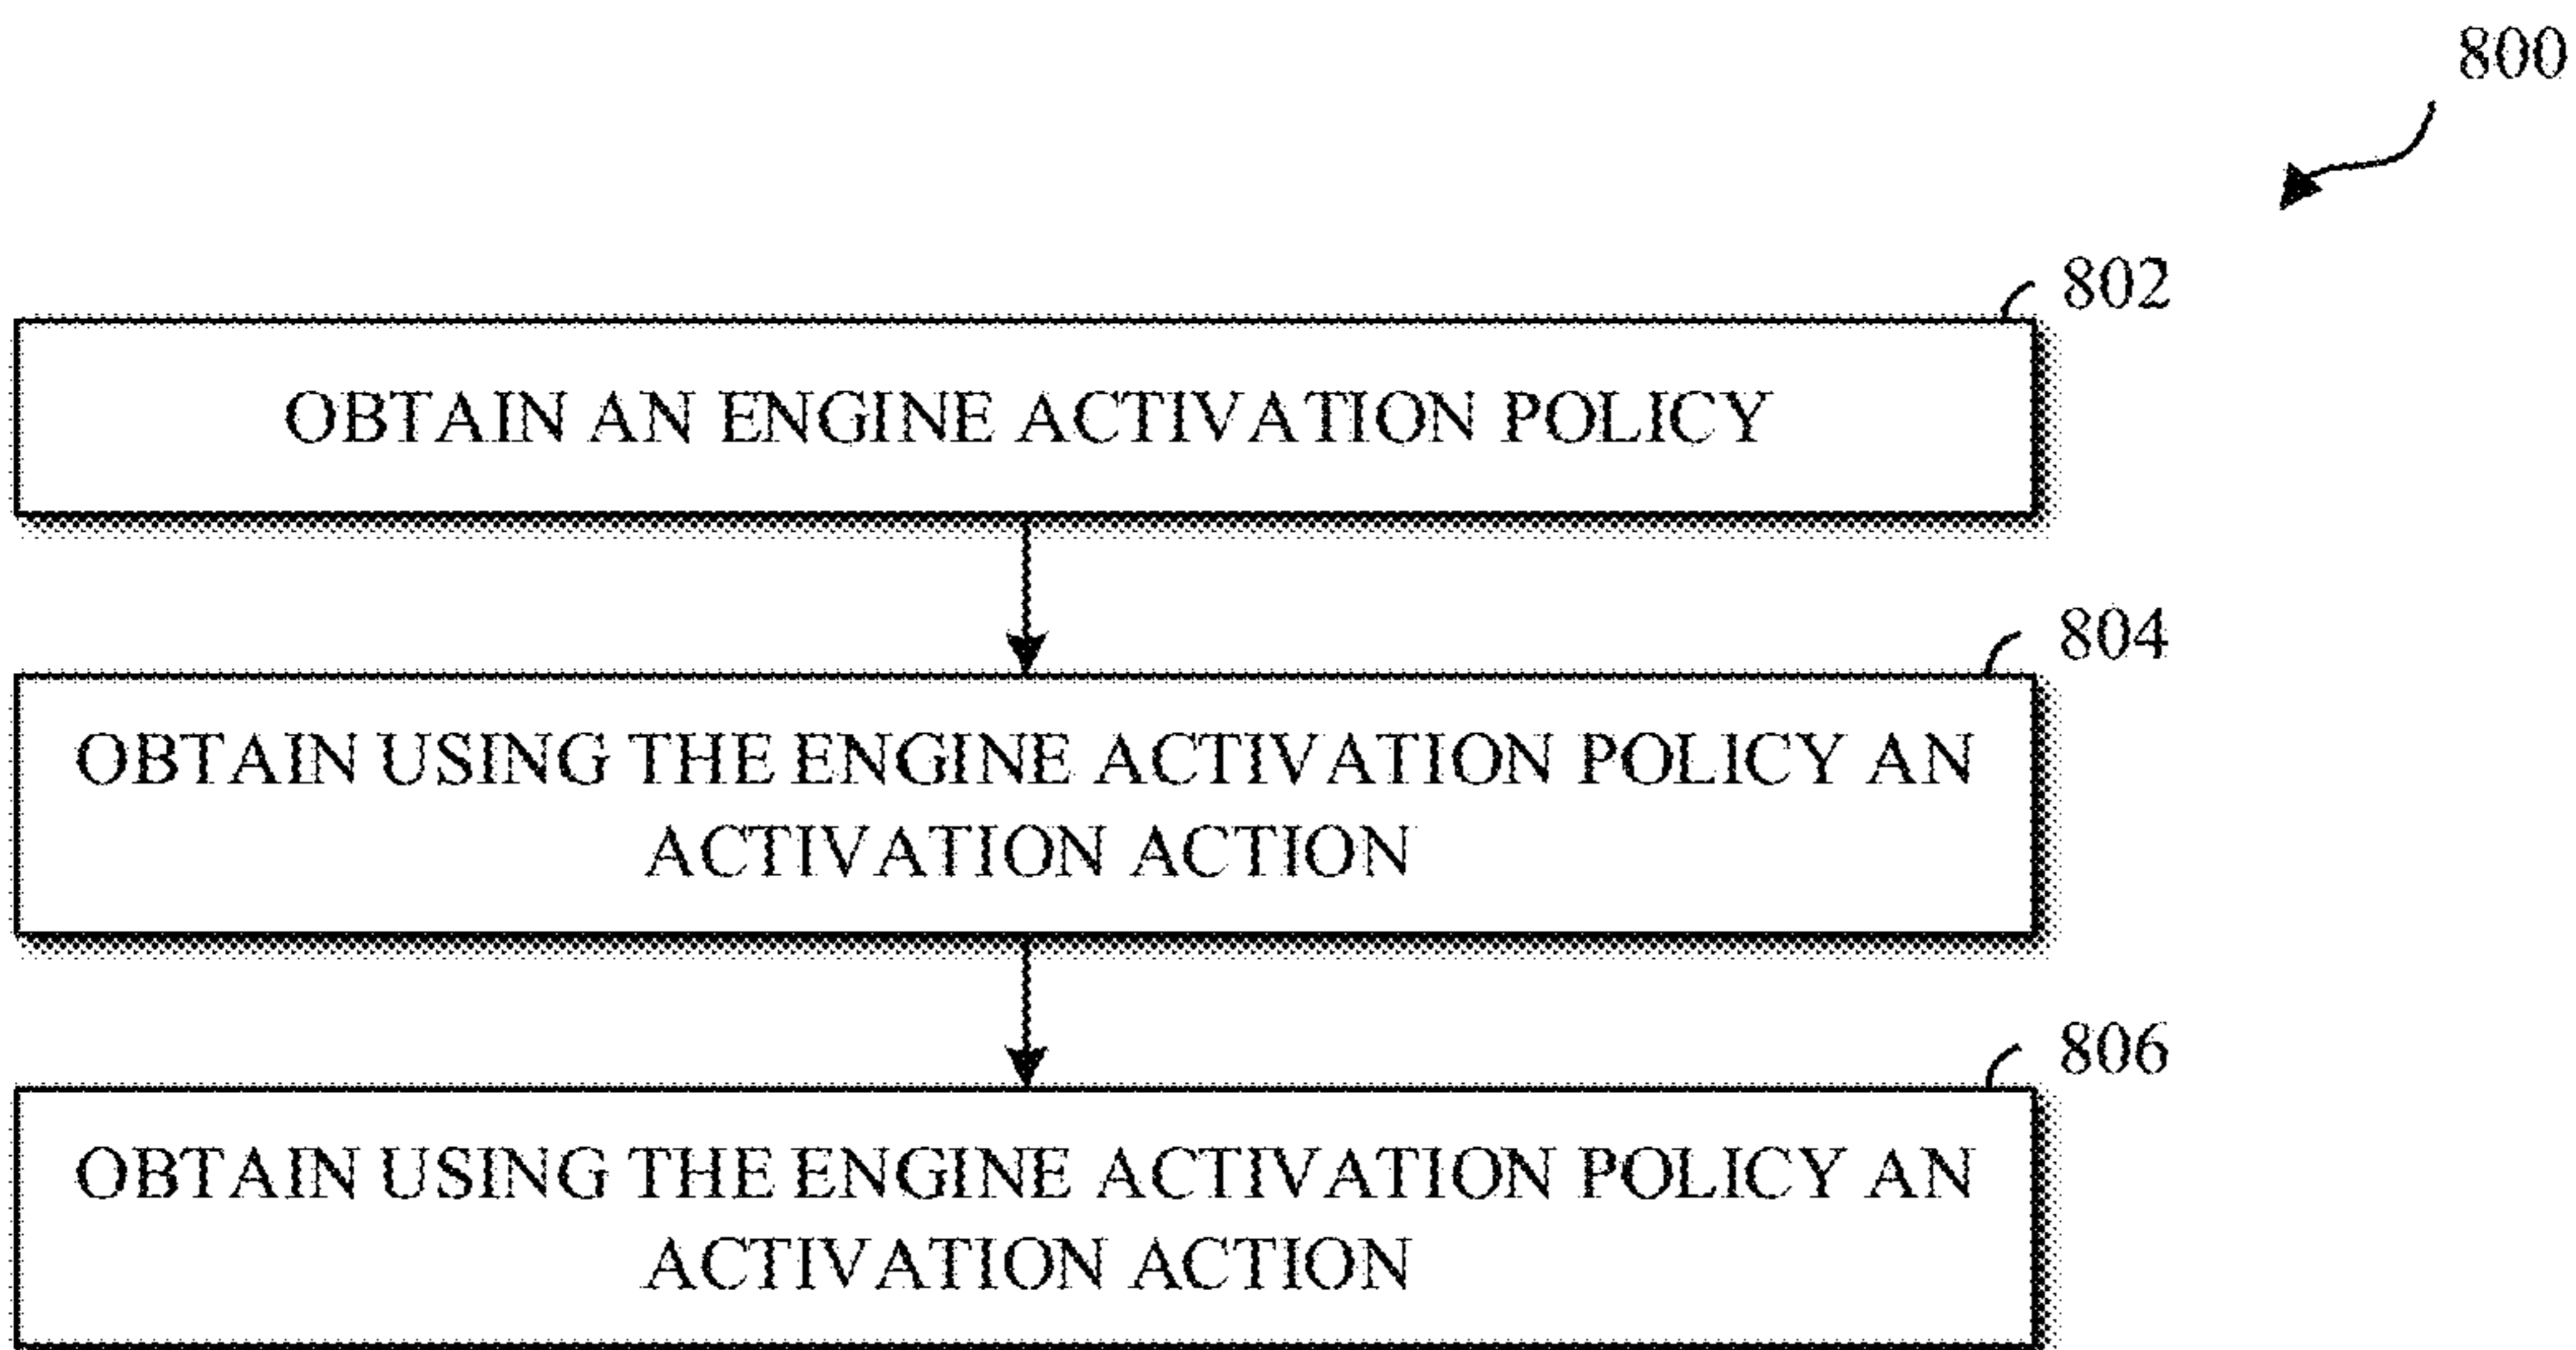 800
802
OBTAIN AN ENGINE ACTIVATION POLICY
804
OBTAIN USING THE ENGINE ACTIVATION POLICY AN
ACTIVATION ACTION
806
OBTAIN USING THE ENGINE ACTIVATION POLICY AN
ACTIVATION ACTION